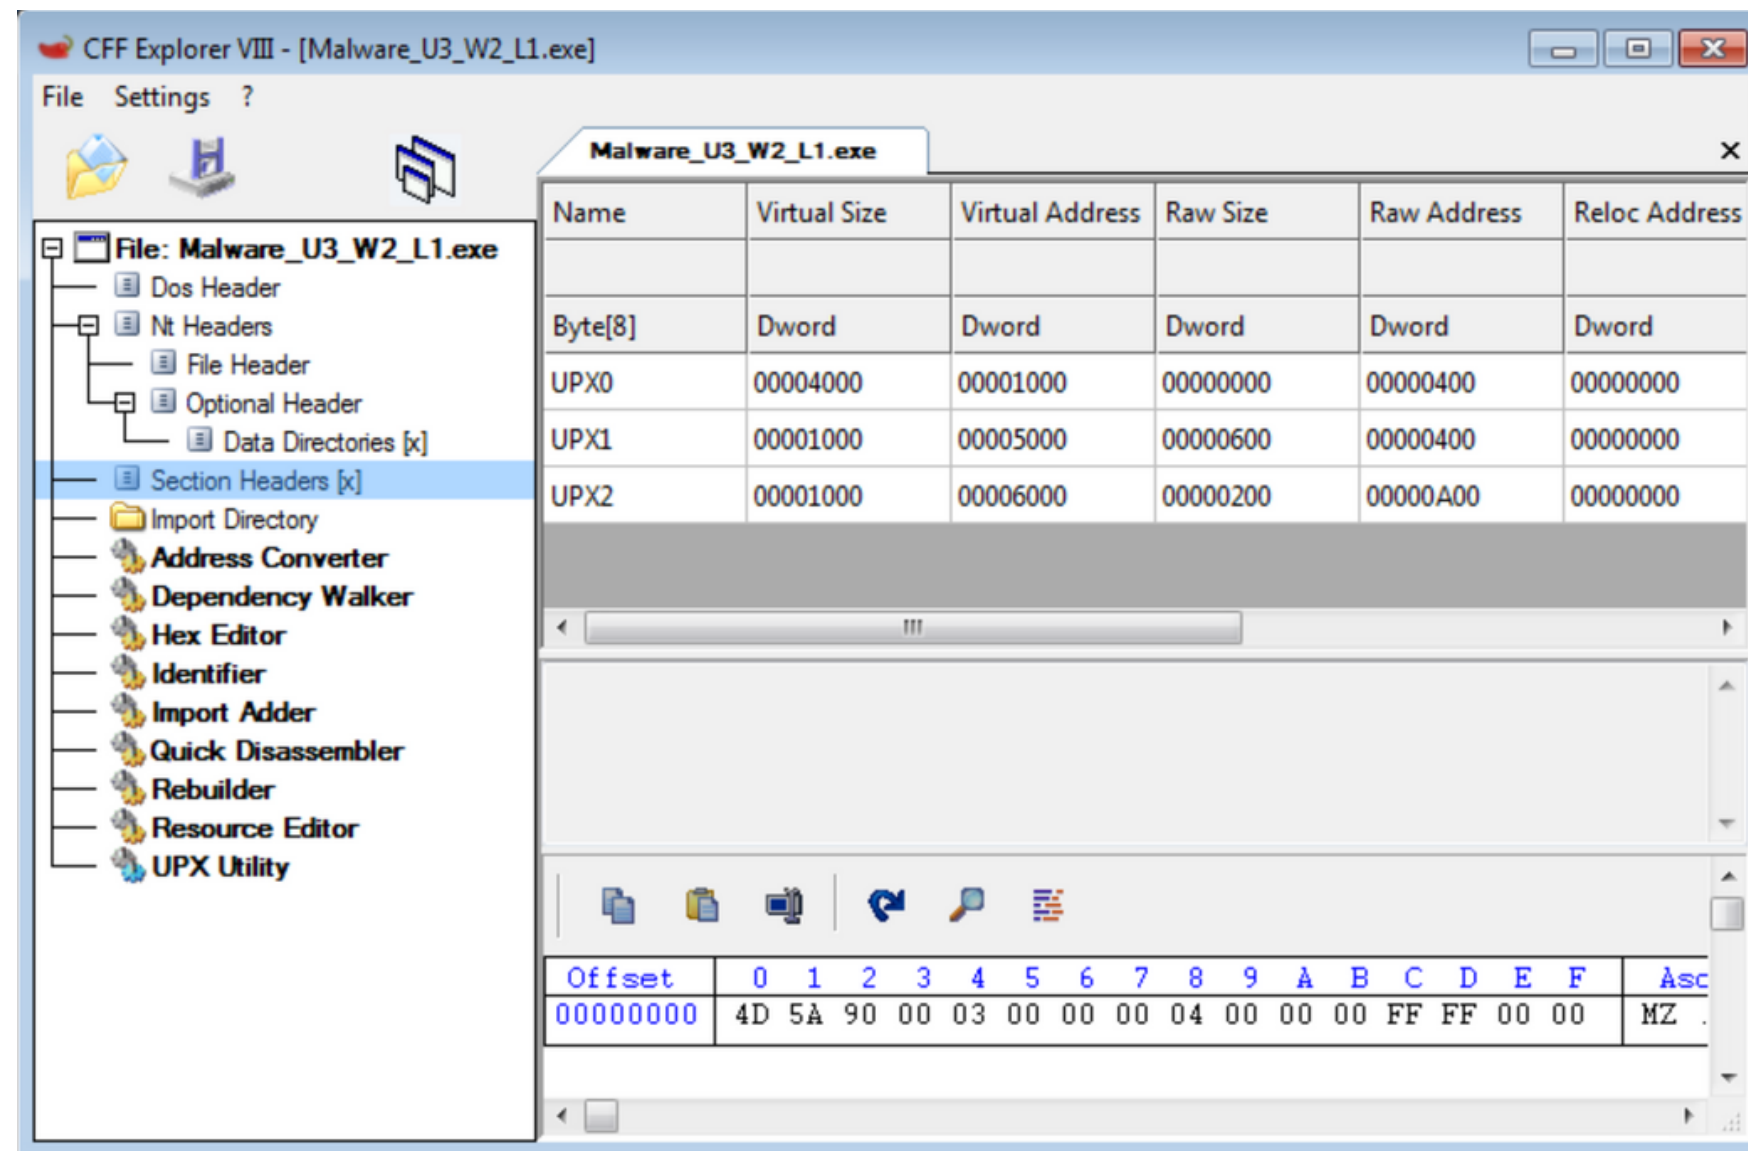 CFF Explorer VIII - [Malware_U3_W2_L1.exe]
File Settings ?
Malware_U3_W2_L1.exe
File: Malware_U3_W2_L1.exe
Dos Header
Nt Headers
File Header
Optional Header
Data Directories [x]
Section Headers [x]
Import Directory
Address Converter
Dependency Walker
Hex Editor
Identifier
Import Adder
Quick Disassembler
Rebuilder
Resource Editor
UPX Utility
Name Virtual Size Virtual Address Raw Size Raw Address Reloc Address
Byte[8] Dword Dword Dword Dword Dword
UPX0 00004000 00001000 00000000 00000400 00000000
UPX1 00001000 00005000 00000600 00000400 00000000
UPX2 00001000 00006000 00000200 00000A00 00000000
Offset 0 1 2 3 4 5 6 7 8 9 A B C D E F Asc
00000000 4D 5A 90 00 03 00 00 00 04 00 00 00 FF FF 00 00 MZ .